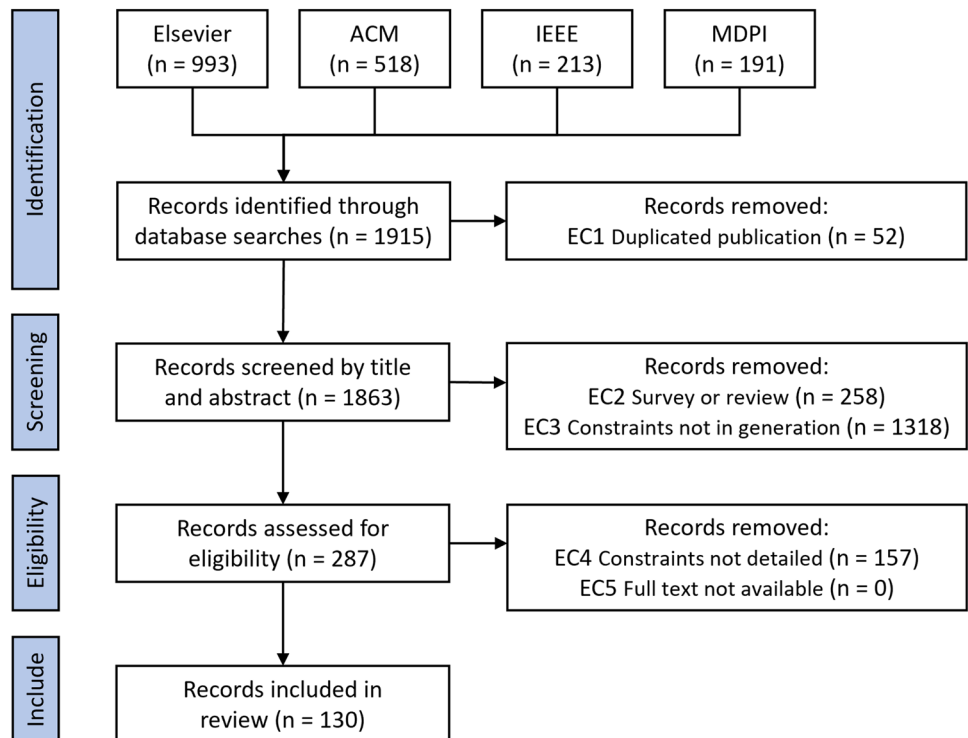 Identification
Elsevier
(n = 993)
ACM
(n = 518)
IEEE
(n = 213)
MDPI
(n = 191)
Records identified through
database searches (n = 1915)
Records removed:
EC1 Duplicated publication (n = 52)
Screening
Records screened by title
and abstract (n = 1863)
Records removed:
EC2 Survey or review (n = 258)
EC3 Constraints not in generation (n = 1318)
Eligibility
Records assessed for
eligibility (n = 287)
Records removed:
EC4 Constraints not detailed (n = 157)
EC5 Full text not available (n = 0)
Include
Records included in
review (n = 130)